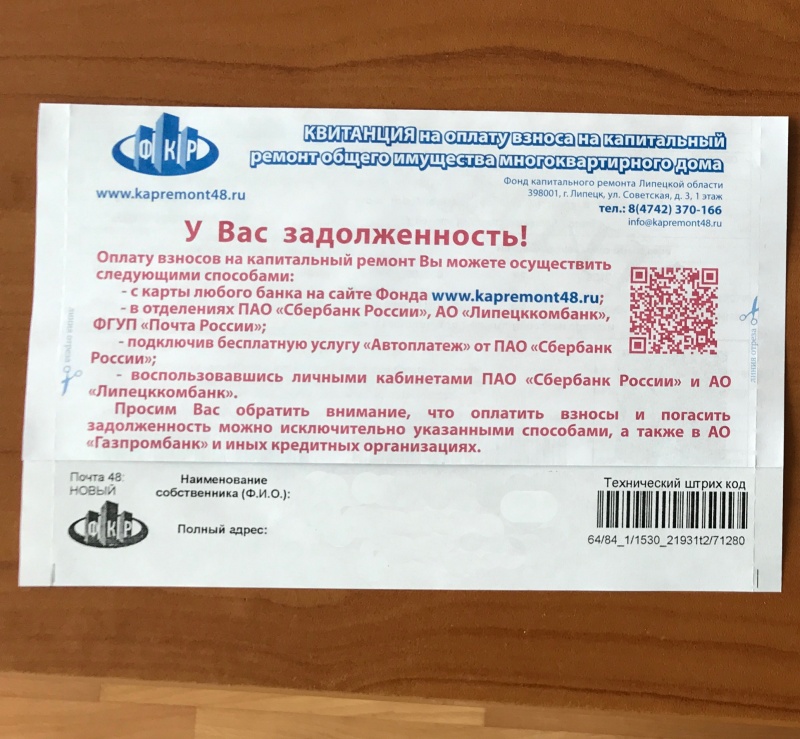 ФКР
КВИТАНЦИЯ на оплату взноса на капитальный
ремонт общего имущества многоквартирного дома
Фонд капитального ремонта Липецкой области
398001, г. Липецк, ул. Советская, д. 3, 1 этаж
www.kapremont48.ru
тел.: 8(4742) 370-166
info@kapremont48.ru
У Вас задолженность!
Оплату взносов на капитальный ремонт Вы можете осуществить
следующими способами:
- с карты любого банка на сайте Фонда www.kapremont48.ru;
- в отделениях ПАО «Сбербанк России», АО «Липецккомбанк»,
ФГУП «Почта России»;
- подключив бесплатную услугу «Автоплатеж» от ПАО «Сбербанк
России»;
- воспользовавшись личными кабинетами ПАО «Сбербанк России» и АО
«Липецккомбанк».
Просим Вас обратить внимание, что оплатить взносы и погасить
задолженность можно исключительно указанными способами, а также в АО
«Газпромбанк» и иных кредитных организациях.
линия отреза
линия отреза
Почта 48:
НОВЫЙ
Наименование
собственника (Ф.И.О.):
Технический штрих код
ФКР
Полный адрес:
64/84_1/1530_21931t2/71280